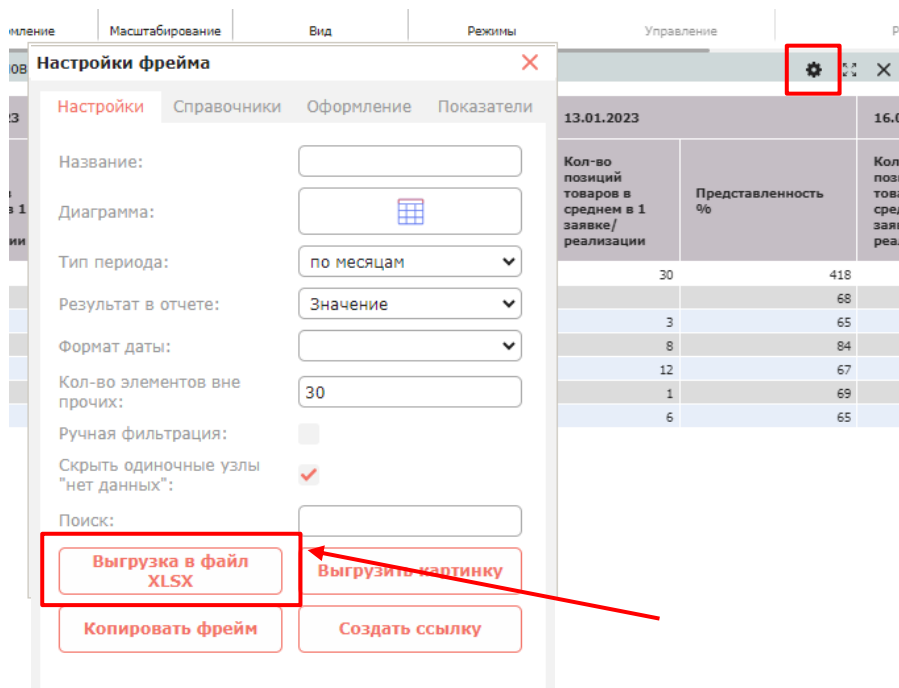 Масштабирование Вид Режимы Управление
Настройки фрейма
Настройки Справочники Оформление Показатели
13.01.2023
Название:
Кол-во
позиций
товаров в
среднем в 1
заявке/
реализации
Представленность
%
Диаграмма:
Тип периода: по месяцам
30 418
68
Результат в отчете: Значение
3 65
Формат даты:
8 84
12 67
Кол-во элементов вне
прочих:
30
1 69
6 65
Ручная фильтрация:
Скрыть одиночные узлы
"нет данных":
Поиск:
Выгрузка в файл
XLSX
Выгрузить картинку
Копировать фрейм Создать ссылку